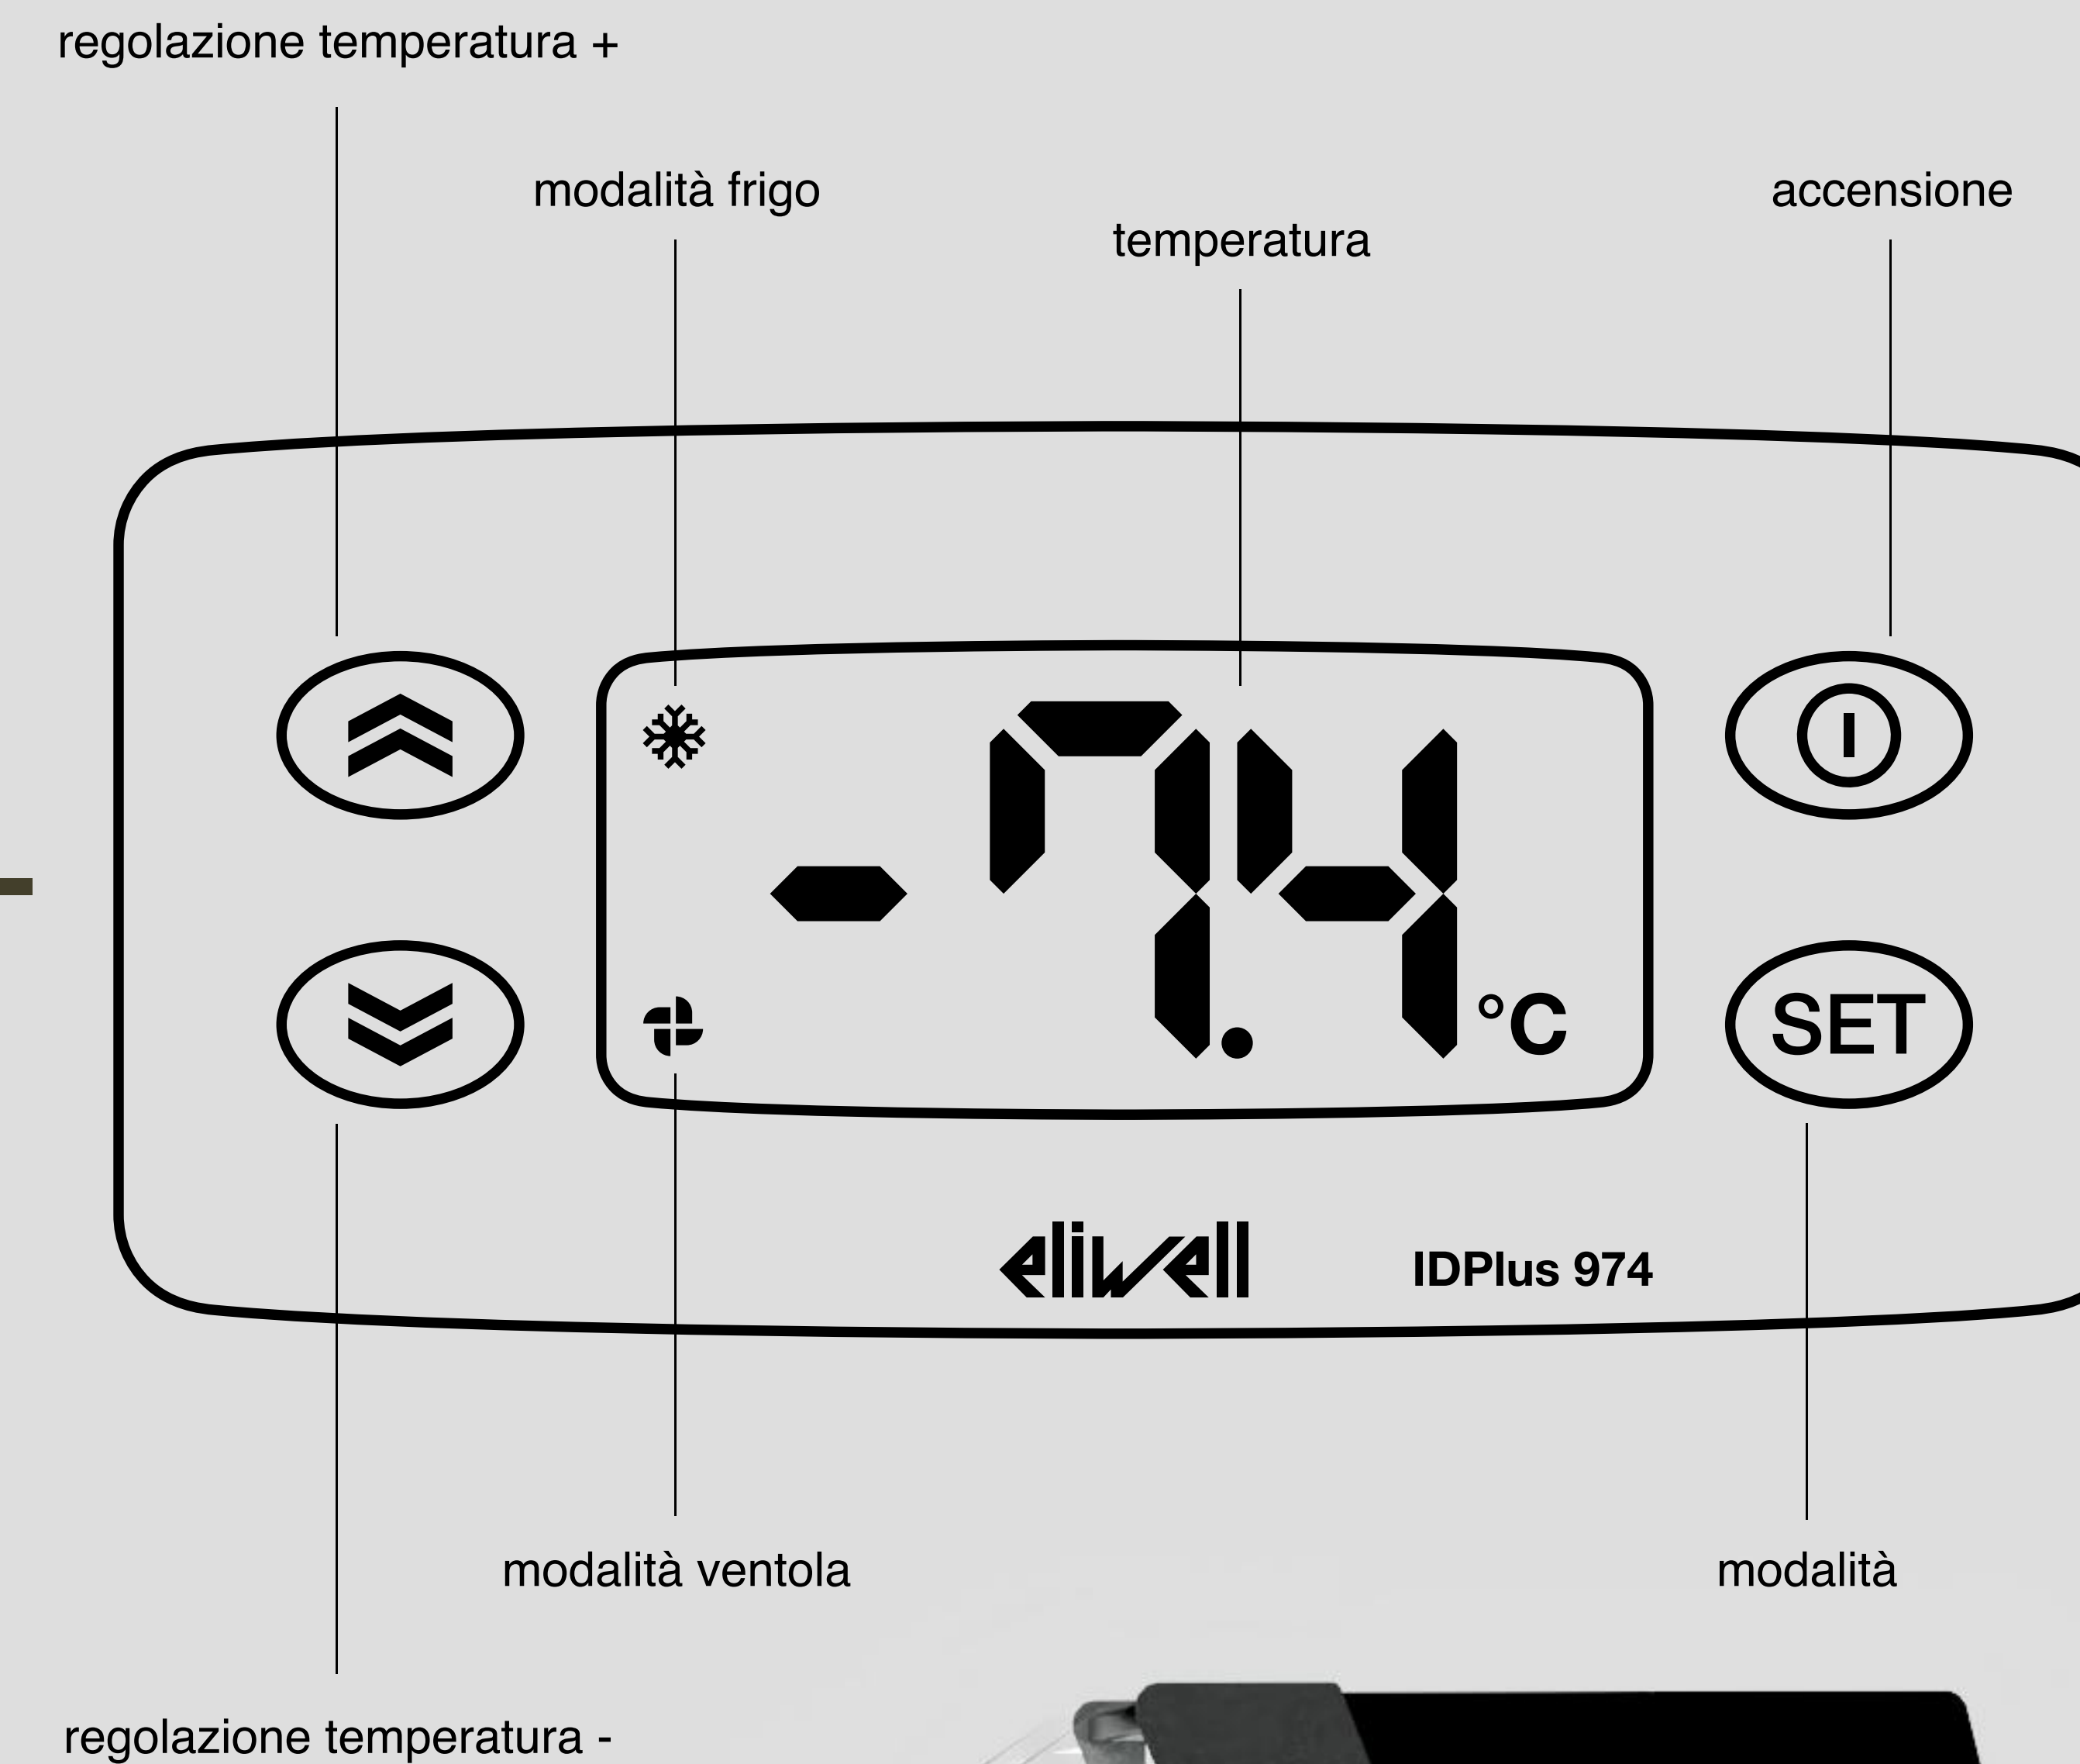 regolazione temperatura +
modalità frigo
accensione
temperatura
-7.4 °C
SET
eliwell
IDPlus 974
modalità ventola
modalità
regolazione temperatura -